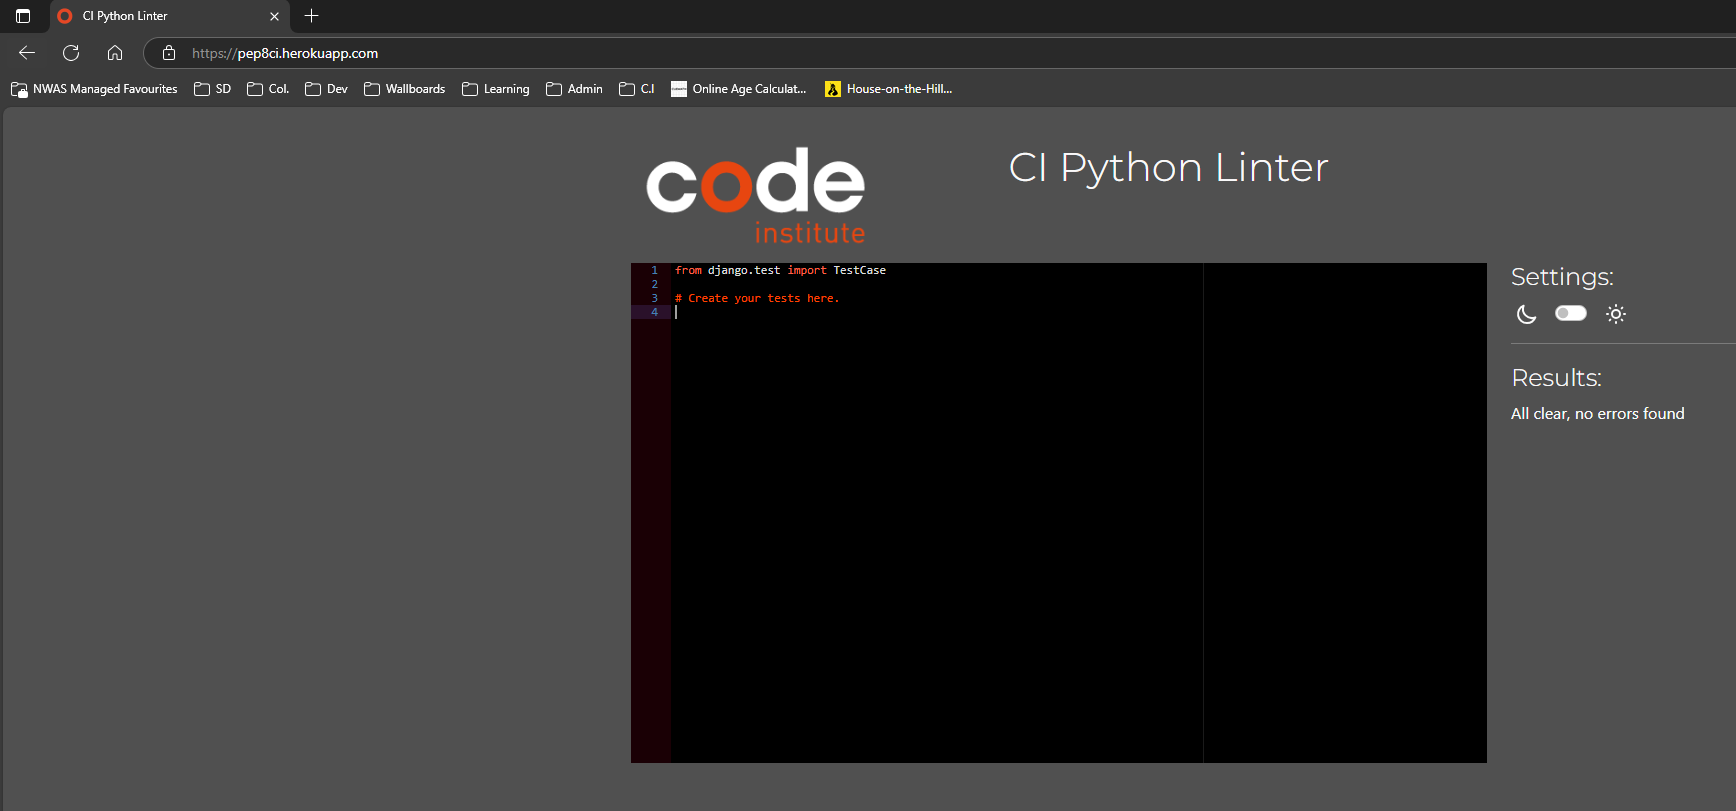 CI Python Linter
https://pep8ci.herokuapp.com
NWAS Managed Favourites SD Col. Dev Wallboards Learning Admin C.I Online Age Calculat... House-on-the-Hill...
code
institute
CI Python Linter
1 from django.test import TestCase
2
3 # Create your tests here.
4
Settings:
Results:
All clear, no errors found